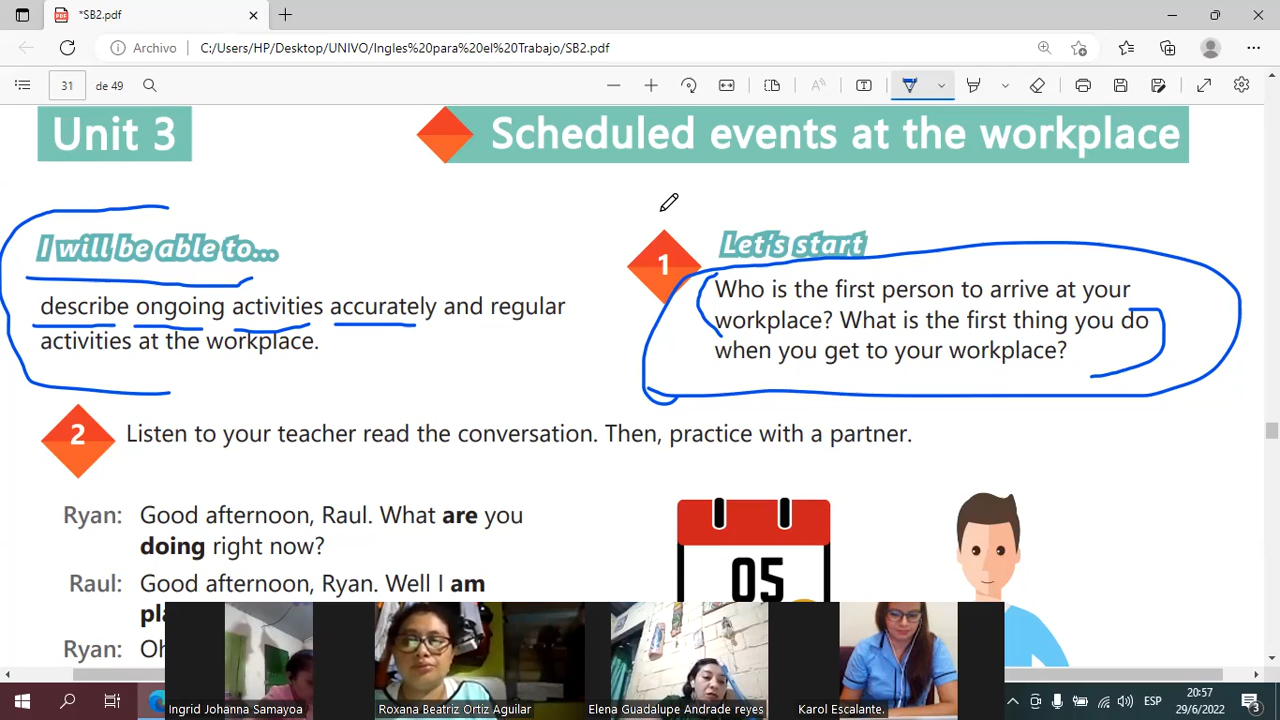 *SB2.pdf
Archivo
C:/Users/HP/Desktop/UNIVO/Ingles%20para%20el%20Trabajo/SB2.pdf
31 de 49
Unit 3
Scheduled events at the workplace
I will be able to...
describe ongoing activities accurately and regular
activities at the workplace.
1
Let's start
Who is the first person to arrive at your
workplace? What is the first thing you do
when you get to your workplace?
2
Listen to your teacher read the conversation. Then, practice with a partner.
Ryan: Good afternoon, Raul. What are you
doing right now?
Raul: Good afternoon, Ryan. Well I am
Ryan:
05
Ingrid Johanna Samayoa
Roxana Beatriz Ortiz Aguilar
Elena Guadalupe Andrade reyes
Karol Escalante.
ESP
20:57
29/6/2022
3